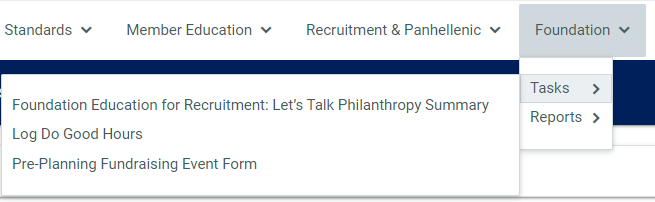 Standards
Member Education
Recruitment & Panhellenic
Foundation
Tasks
Reports
Foundation Education for Recruitment: Let's Talk Philanthropy Summary
Log Do Good Hours
Pre-Planning Fundraising Event Form